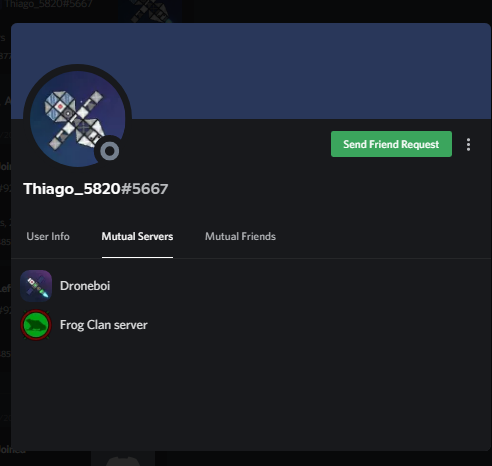 Thiago_5820#5667
Send Friend Request
Thiago_5820#5667
User Info
Mutual Servers
Mutual Friends
Droneboi
Frog Clan server